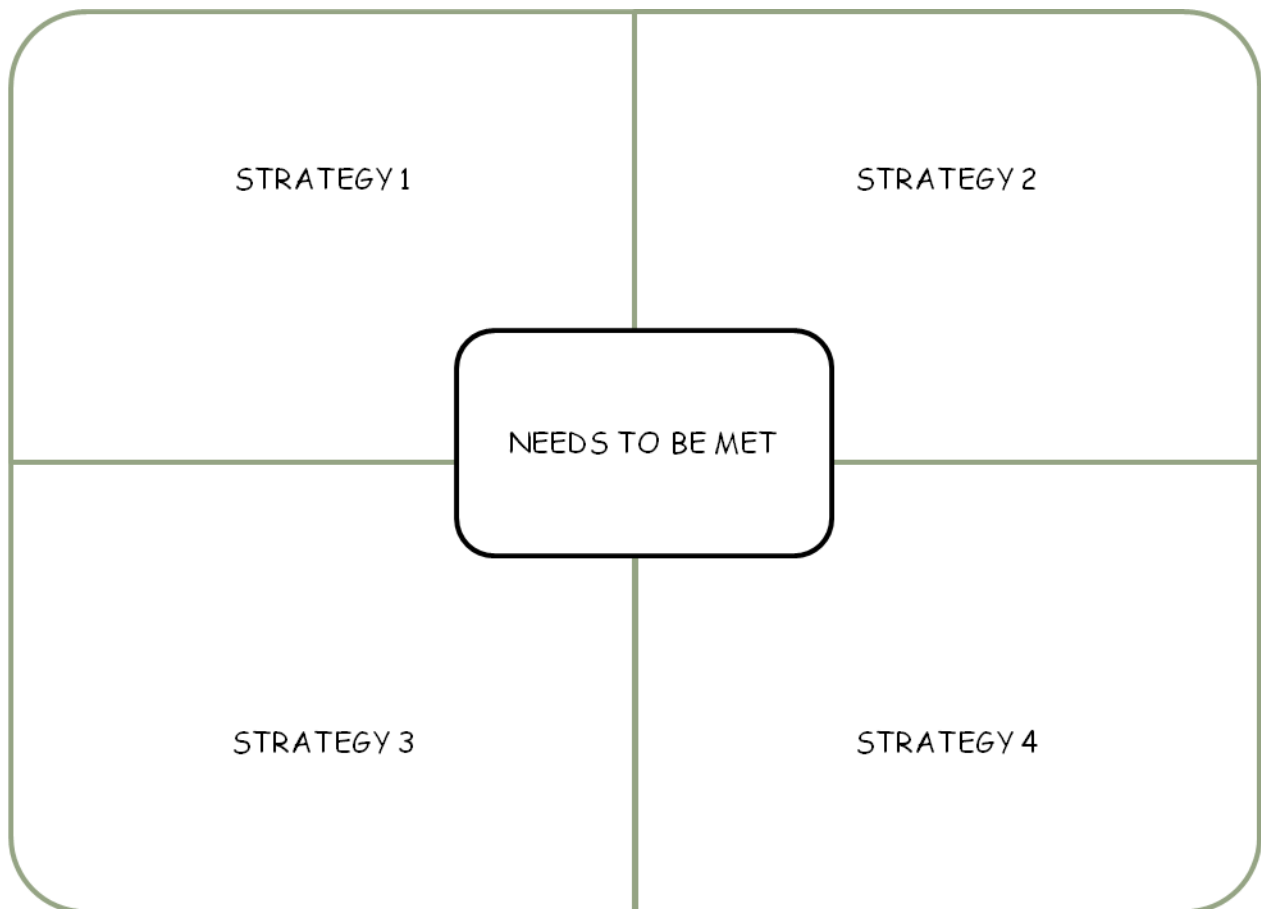 STRATEGY 1
STRATEGY 2
NEEDS TO BE MET
STRATEGY 3
STRATEGY 4